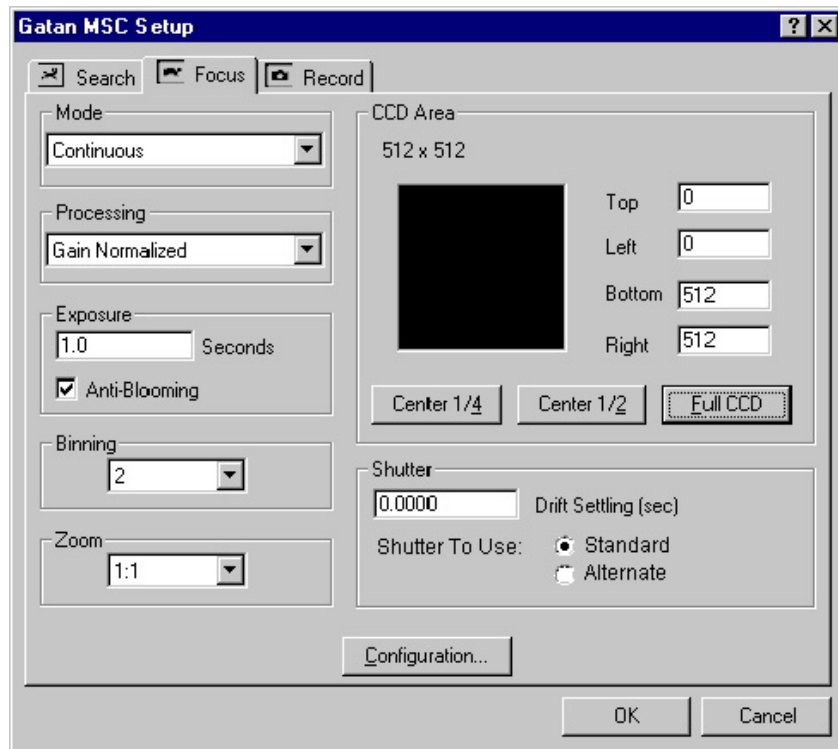 Gatan MSC Setup
Search Focus Record
Mode
Continuous
Processing
Gain Normalized
Exposure
1.0 Seconds
Anti-Blooming
Binning
2
Zoom
1:1
CCD Area
512 x 512
Top 0
Left 0
Bottom 512
Right 512
Center 1/4 Center 1/2 Full CCD
Shutter
0.0000 Drift Settling (sec)
Shutter To Use: Standard
Alternate
Configuration...
OK Cancel